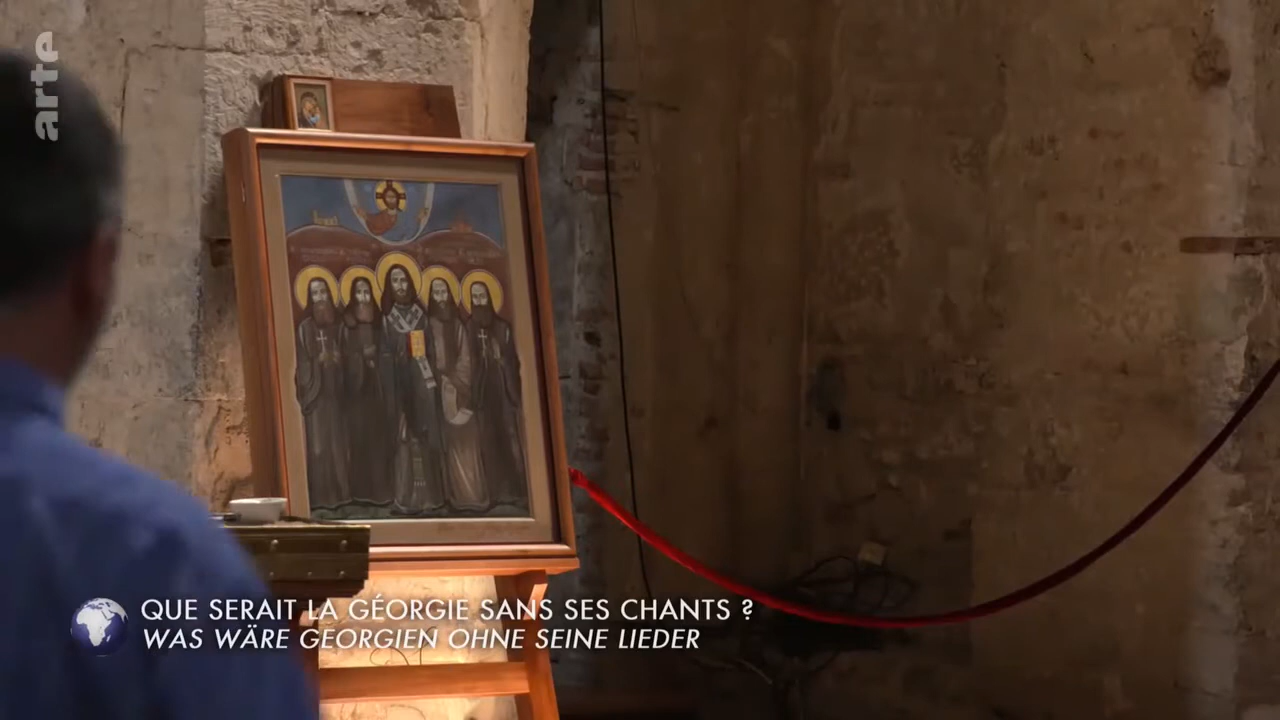 arte
QUE SERAIT LA GÉORGIE SANS SES CHANTS ?
WAS WÄRE GEORGIEN OHNE SEINE LIEDER